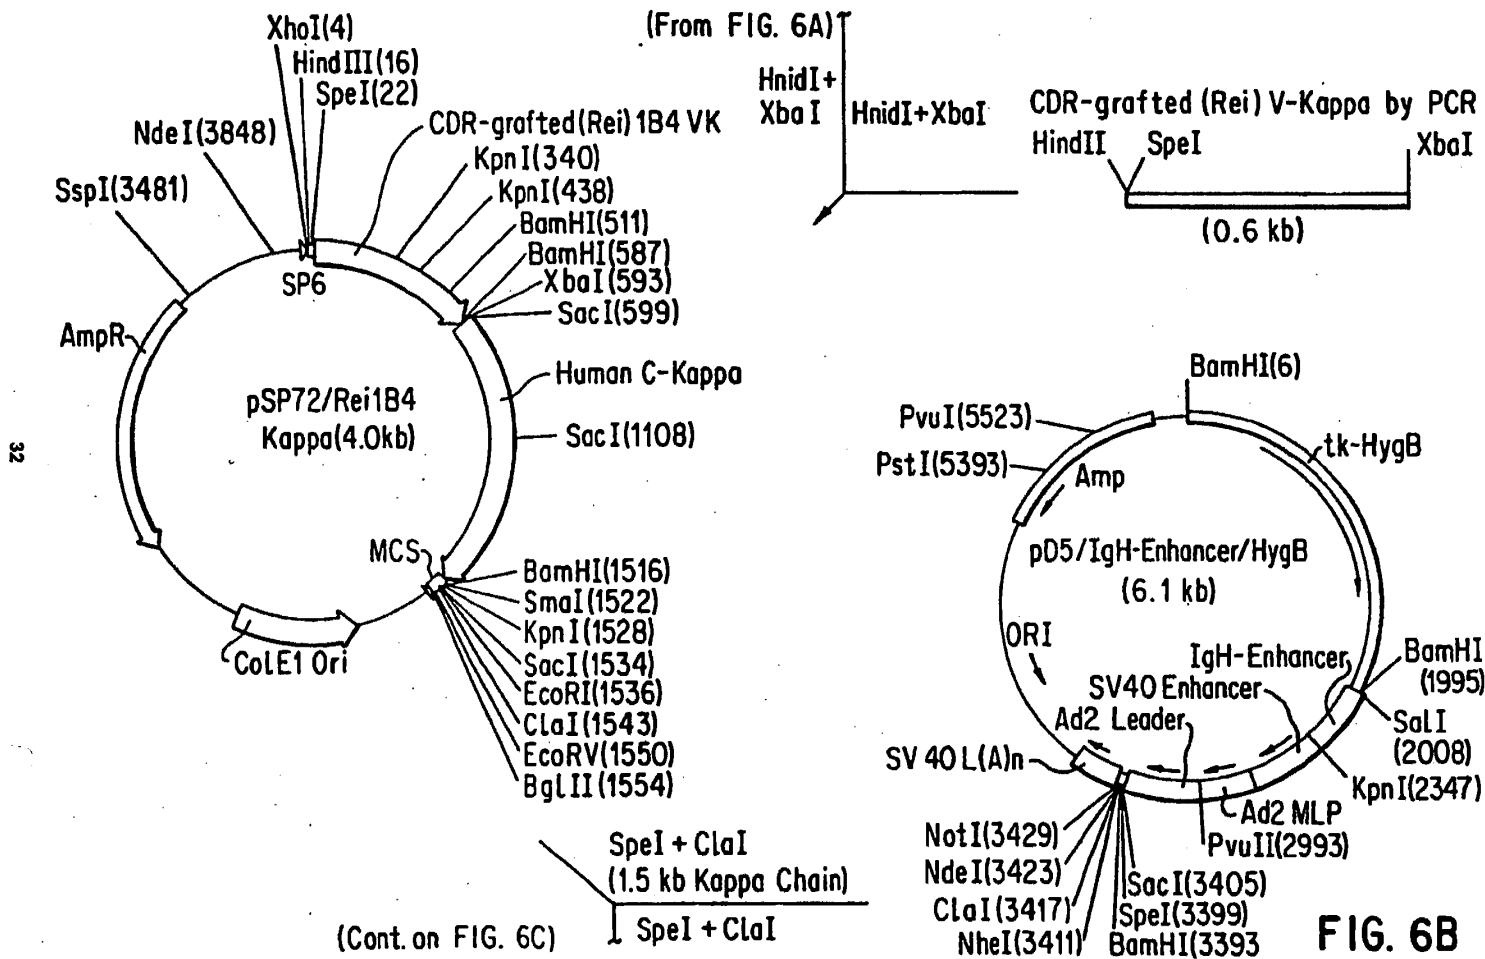 XhoI(4)
HindIII(16)
SpeI(22)
NdeI(3848)
SspI(3481)
CDR-grafted(Rei) 1B4 VK
KpnI(340)
KpnI(438)
BamHI(511)
BamHI(587)
XbaI(593)
SacI(599)
SP6
AmpR
pSP72/Rei1B4
Kappa(4.0kb)
Human C-Kappa
SacI(1108)
MCS
BamHI(1516)
SmaI(1522)
KpnI(1528)
SacI(1534)
EcoRI(1536)
ClaI(1543)
EcoRV(1550)
BglII(1554)
ColE1 Ori
32
(From FIG. 6A)
HnidI+
XbaI
HnidI+XbaI
CDR-grafted (Rei) V-Kappa by PCR
HindII
SpeI
XbaI
(0.6 kb)
BamHI(6)
PvuI(5523)
PstI(5393)
Amp
tk-HygB
pD5/IgH-Enhancer/HygB
(6.1 kb)
ORI
IgH-Enhancer
SV40 Enhancer
Ad2 Leader
BamHI
(1995)
SalI
(2008)
KpnI(2347)
SV 40 L(A)n
Ad2 MLP
PvuII(2993)
NotI(3429)
NdeI(3423)
ClaI(3417)
NheI(3411)
SacI(3405)
SpeI(3399)
BamHI(3393
SpeI + ClaI
(1.5 kb Kappa Chain)
SpeI + ClaI
(Cont. on FIG. 6C)
FIG. 6B